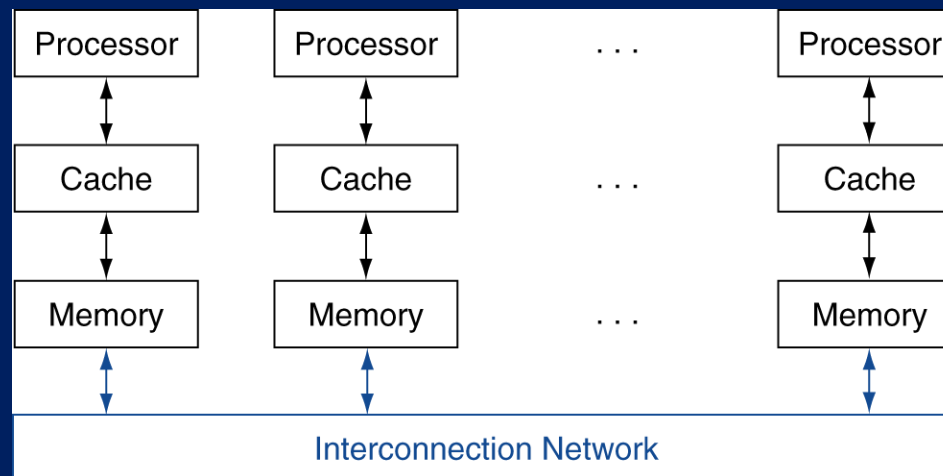 Processor Processor . . . Processor
Cache Cache . . . Cache
Memory Memory . . . Memory
Interconnection Network